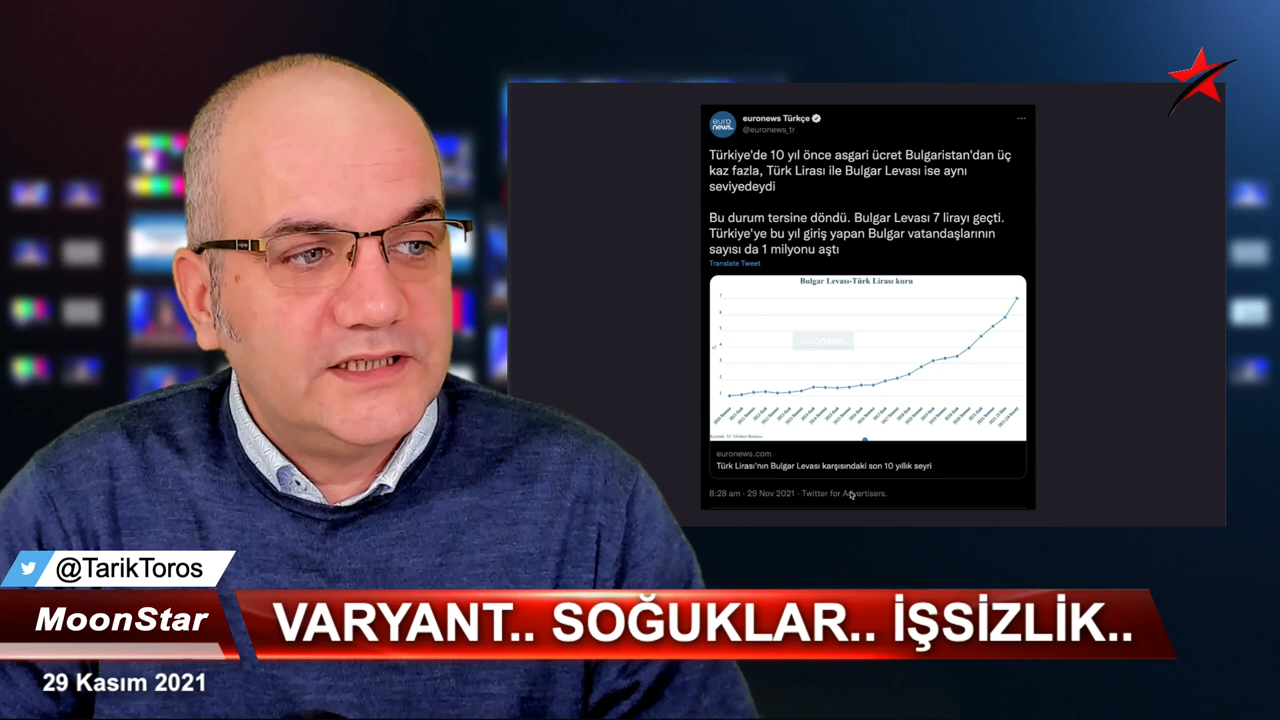 euro
news.
euronews Türkçe
@euronews_tr
Türkiye'de 10 yıl önce asgari ücret Bulgaristan'dan üç
kaz fazla, Türk Lirası ile Bulgar Levası ise aynı
seviyedeydi
Bu durum tersine döndü. Bulgar Levası 7 lirayı geçti.
Türkiye'ye bu yıl giriş yapan Bulgar vatandaşlarının
sayısı da 1 milyonu aştı
Translate Tweet
Bulgar Levası-Türk Lirası kuru
euronews.
euronews.com
Türk Lirası'nın Bulgar Levası karşısındaki son 10 yıllık seyri
8:28 am · 29 Nov 2021 · Twitter for Advertisers.
@TarikToros
MoonStar
VARYANT.. SOĞUKLAR.. İŞSİZLİK..
29 Kasım 2021